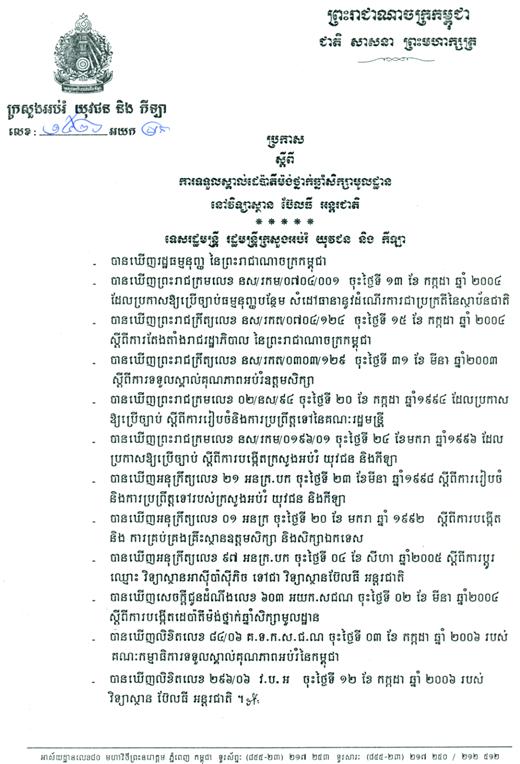 ព្រះរាជាណាចក្រកម្ពុជា
ជាតិ សាសនា ព្រះមហាក្សត្រ
ក្រសួងអប់រំ យុវជន និង កីឡា
លេខ: អយក
ប្រកាស
ស្តីពី
ការទទួលស្គាល់ដេប៉ាតឺម៉ង់ថ្នាក់ឆ្នាំសិក្សាមូលដ្ឋាន
នៅវិទ្យាស្ថាន ប៊ែលធី អន្តរជាតិ
*****
ទេសរដ្ឋមន្ត្រី រដ្ឋមន្ត្រីក្រសួងអប់រំ យុវជន និង កីឡា
- បានឃើញរដ្ឋធម្មនុញ្ញ នៃព្រះរាជាណាចក្រកម្ពុជា
- បានឃើញព្រះរាជក្រមលេខ នស/រកម/០៧០៤/០០១ ចុះថ្ងៃទី ១៣ ខែ កក្កដា ឆ្នាំ ២០០៤
ដែលប្រកាសឱ្យប្រើច្បាប់ធម្មនុញ្ញបន្ថែម សំដៅធានានូវដំណើរការជាប្រក្រតីនៃស្ថាប័នជាតិ
- បានឃើញព្រះរាជក្រឹត្យលេខ នស/រកត/០៧០៤/១២៤ ចុះថ្ងៃទី ១៥ ខែ កក្កដា ឆ្នាំ ២០០៤
ស្តីពីការតែងតាំងរាជរដ្ឋាភិបាល នៃព្រះរាជាណាចក្រកម្ពុជា
- បានឃើញព្រះរាជក្រឹត្យលេខ នស/រកត/០៣០៣/១២៩ ចុះថ្ងៃទី ៣១ ខែ មីនា ឆ្នាំ២០០៣
ស្តីពីការទទួលស្គាល់គុណភាពអប់រំឧត្តមសិក្សា
- បានឃើញព្រះរាជក្រមលេខ ០២/នស/៩៤ ចុះថ្ងៃទី ២០ ខែ កក្កដា ឆ្នាំ១៩៩៤ ដែលប្រកាស
ឱ្យប្រើច្បាប់ ស្តីពីការរៀបចំនិងការប្រព្រឹត្តទៅនៃគណៈរដ្ឋមន្ត្រី
- បានឃើញព្រះរាជក្រមលេខ នស/រកម/០១៩៦/០១ ចុះថ្ងៃទី ២៤ ខែមករា ឆ្នាំ១៩៩៦ ដែល
ប្រកាសឱ្យប្រើច្បាប់ ស្តីពីការបង្កើតក្រសួងអប់រំ យុវជន និងកីឡា
- បានឃើញអនុក្រឹត្យលេខ ២១ អនក្រ.បក ចុះថ្ងៃទី ២៣ ខែមីនា ឆ្នាំ១៩៩៨ ស្តីពីការរៀបចំ
និងការប្រព្រឹត្តទៅរបស់ក្រសួងអប់រំ យុវជន និងកីឡា
- បានឃើញអនុក្រឹត្យលេខ ០១ អនក្រ ចុះថ្ងៃទី ២០ ខែ មករា ឆ្នាំ ១៩៩២ ស្តីពីការបង្កើត
និង ការគ្រប់គ្រងគ្រឹះស្ថានឧត្តមសិក្សា និងសិក្សាឯកទេស
- បានឃើញអនុក្រឹត្យលេខ ៩៧ អនក្រ.បក ចុះថ្ងៃទី ០៤ ខែ សីហា ឆ្នាំ២០០៥ ស្តីពីការប្តូរ
ឈ្មោះ វិទ្យាស្ថានអាស៊ីប៉ាស៊ីហ្វិច ទៅជា វិទ្យាស្ថានប៊ែលធី អន្តរជាតិ
- បានឃើញសេចក្តីជូនដំណឹងលេខ ៦០៣ អយក.សជណ ចុះថ្ងៃទី ០២ ខែ មីនា ឆ្នាំ២០០៤
ស្តីពីការបង្កើតដេប៉ាតឺម៉ង់ថ្នាក់ឆ្នាំសិក្សាមូលដ្ឋាន
- បានឃើញលិខិតលេខ ៨៤/០៦ គ.ទ.ក.ស.ជ.ណ ចុះថ្ងៃទី ០៣ ខែ កក្កដា ឆ្នាំ ២០០៦ របស់
គណៈកម្មាធិការទទួលស្គាល់គុណភាពអប់រំនៃកម្ពុជា
- បានឃើញលិខិតលេខ ២៩៦/០៦ វ.ប.អ ចុះថ្ងៃទី ១២ ខែ កក្កដា ឆ្នាំ ២០០៦ របស់
វិទ្យាស្ថាន ប៊ែលធី អន្តរជាតិ ។
អាស័យដ្ឋានលេខ៨០ មហាវិថីព្រះនរោត្តម ភ្នំពេញ កម្ពុជា ទូរស័ព្ទ: (៨៥៥-២៣) ២១៧ ២៥៣ ទូរសារ: (៨៥៥-២៣) ២១៧ ២៥០ / ២១២ ៥១២